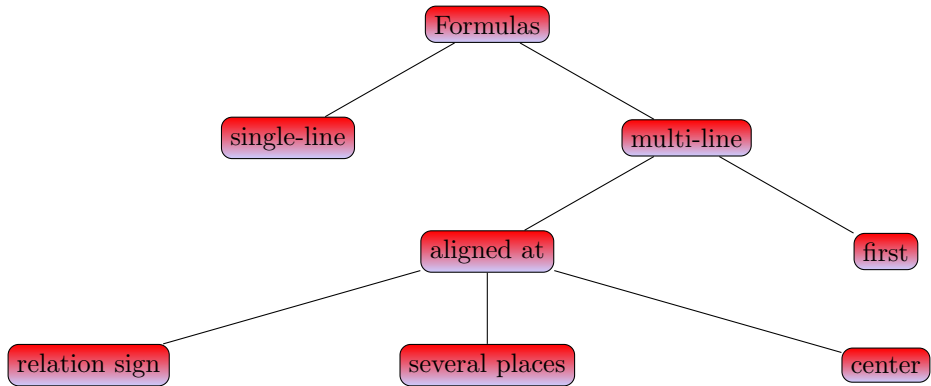 Formulas
single-line
multi-line
aligned at
first
relation sign
several places
center